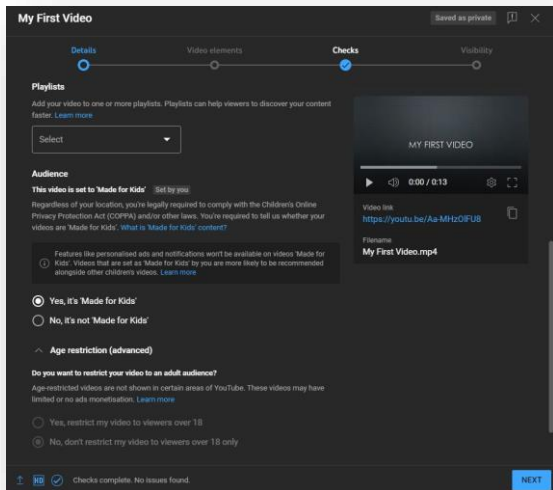 My First Video
Saved as private
Details
Video elements
Checks
Visibility
Playlists
Add your video to one or more playlists. Playlists can help viewers to discover your content
faster. Learn more
Select
Audience
This video is set to 'Made for Kids' Set by you
Regardless of your location, you're legally required to comply with the Children's Online
Privacy Protection Act (COPPA) and/or other laws. You're required to tell us whether your
videos are 'Made for Kids'. What is 'Made for Kids' content?
Features like personalised ads and notifications won't be available on videos 'Made for
Kids'. Videos that are set as 'Made for Kids' by you are more likely to be recommended
alongside other children's videos. Learn more
Yes, it's 'Made for Kids'
No, it's not 'Made for Kids'
Age restriction (advanced)
Do you want to restrict your video to an adult audience?
Age-restricted videos are not shown in certain areas of YouTube. These videos may have
limited or no ads monetisation. Learn more
Yes, restrict my video to viewers over 18
No, don't restrict my video to viewers over 18 only
MY FIRST VIDEO
0:00 / 0:13
Video link
https://youtu.be/Aa-MHzOlFU8
Filename
My First Video.mp4
HD
Checks complete. No issues found.
NEXT